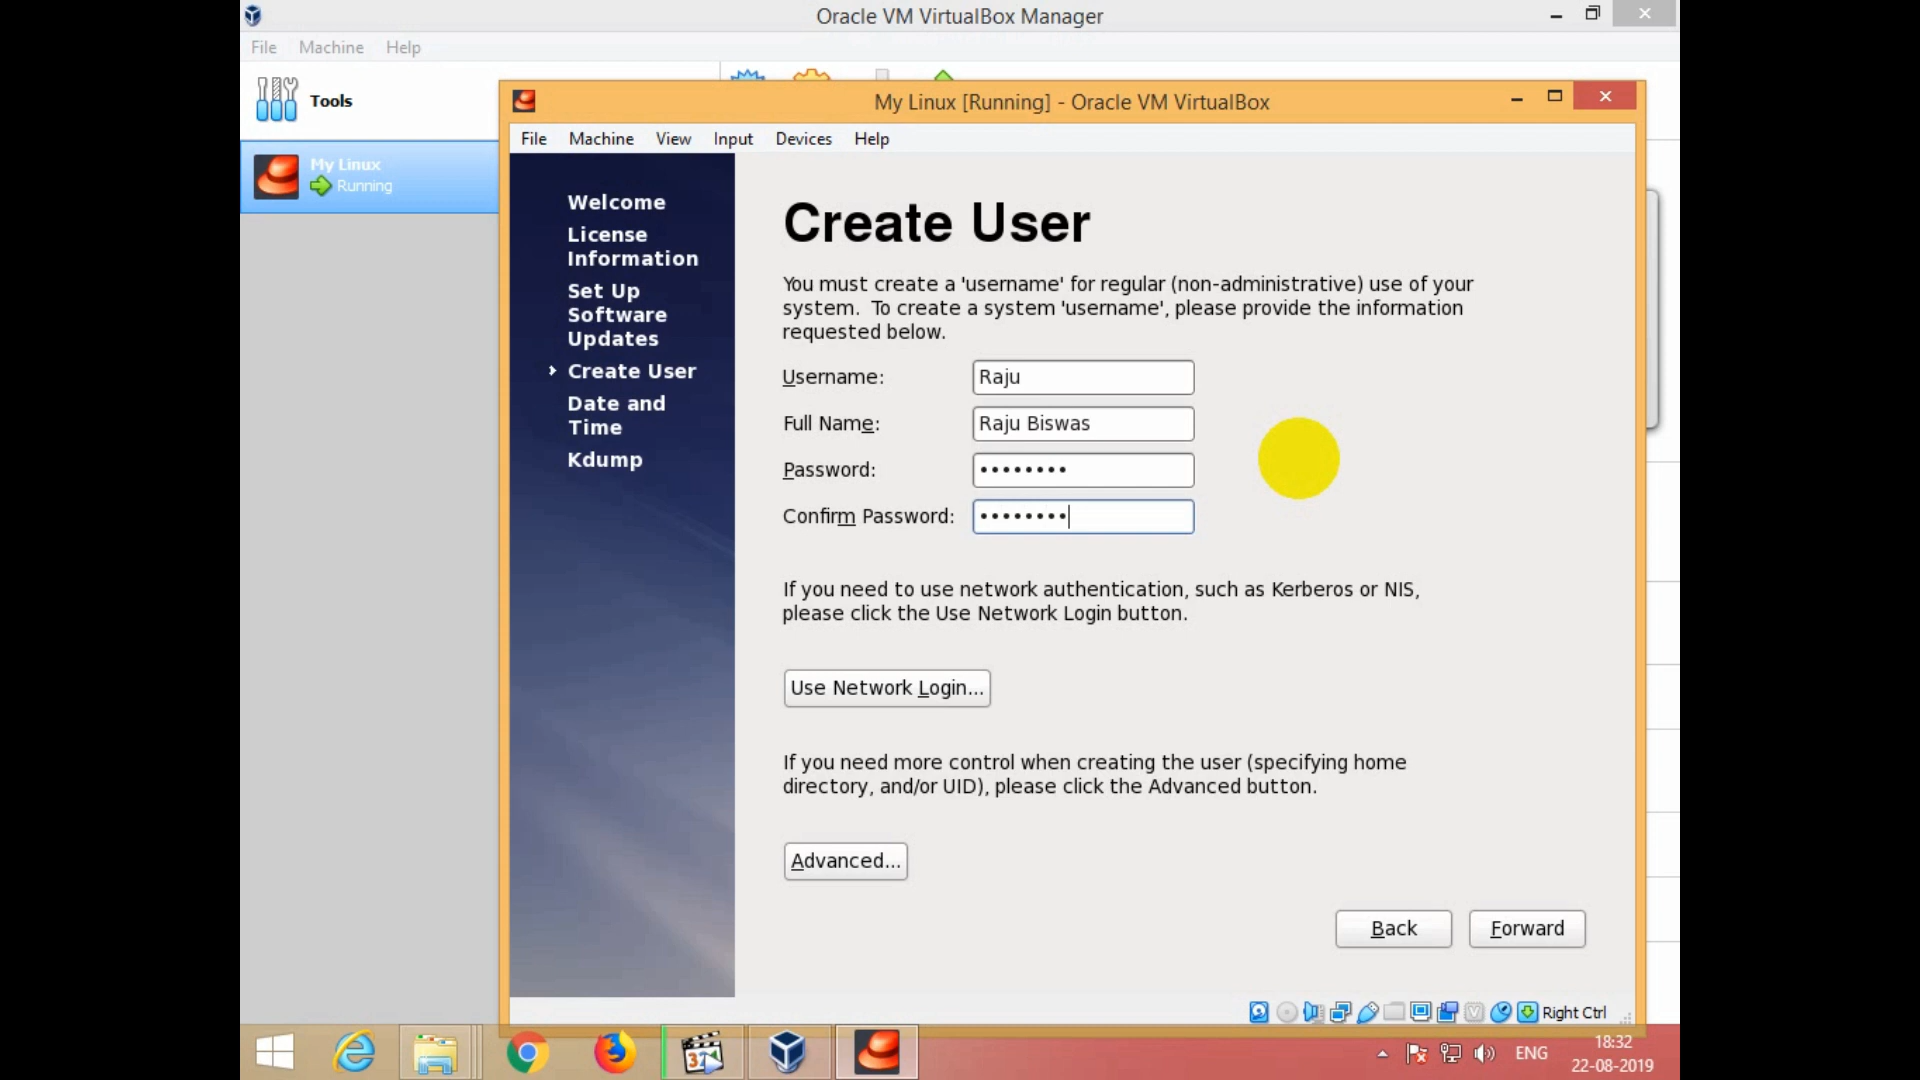 Oracle VM VirtualBox Manager
File Machine Help
Tools
My Linux
Running
My Linux [Running] - Oracle VM VirtualBox
File Machine View Input Devices Help
Welcome
License
Information
Set Up
Software
Updates
Create User
Date and
Time
Kdump
Create User
You must create a 'username' for regular (non-administrative) use of your
system.  To create a system 'username', please provide the information
requested below.
Username: Raju
Full Name: Raju Biswas
Password: ••••••••
Confirm Password: ••••••••
If you need to use network authentication, such as Kerberos or NIS,
please click the Use Network Login button.
Use Network Login...
If you need more control when creating the user (specifying home
directory, and/or UID), please click the Advanced button.
Advanced...
Back Forward
Right Ctrl
ENG
18:32
22-08-2019